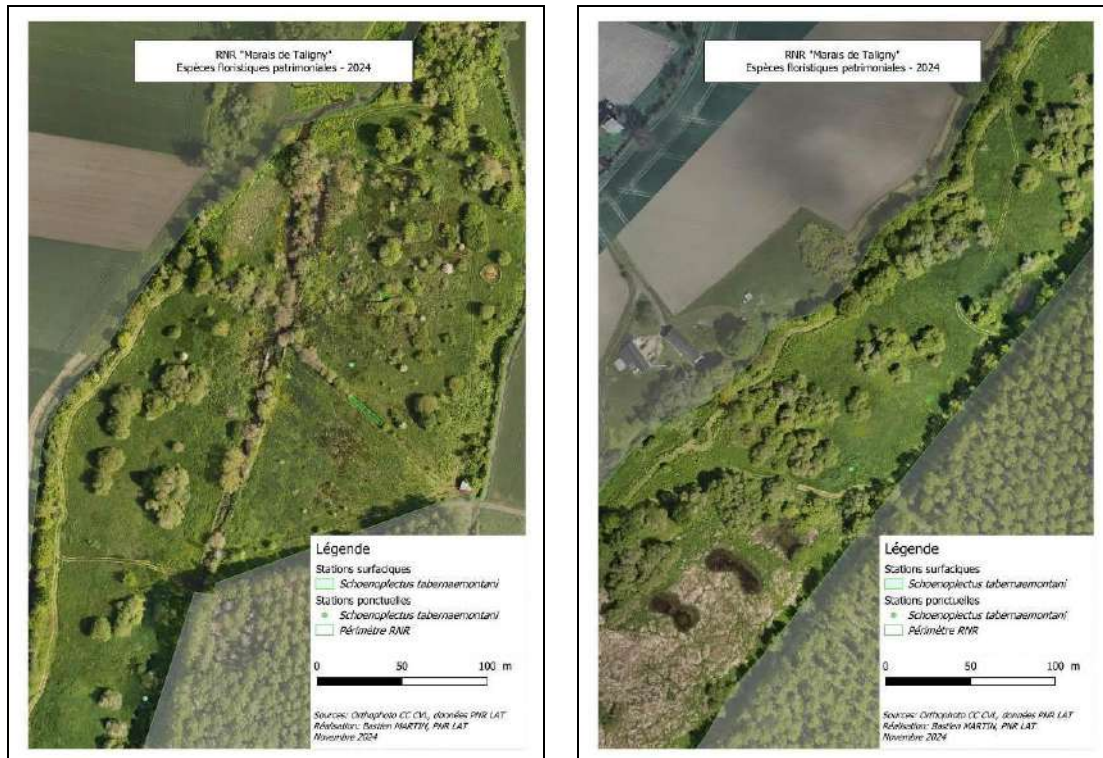 RNR "Marais de Taligny"
Espèces floristiques patrimoniales - 2024
Légende
Stations surfaciques
Schoenoplectus tabernaemontani
Stations ponctuelles
Schoenoplectus tabernaemontani
Périmètre RNR
0 50 100 m
Sources: Orthophoto CC CVL, données PNR LAT
Réalisation: Bastien MARTIN, PNR LAT
Novembre 2024
RNR "Marais de Taligny"
Espèces floristiques patrimoniales - 2024
Légende
Stations surfaciques
Schoenoplectus tabernaemontani
Stations ponctuelles
Schoenoplectus tabernaemontani
Périmètre RNR
0 50 100 m
Sources: Orthophoto CC CVL, données PNR LAT
Réalisation: Bastien MARTIN, PNR LAT
Novembre 2024